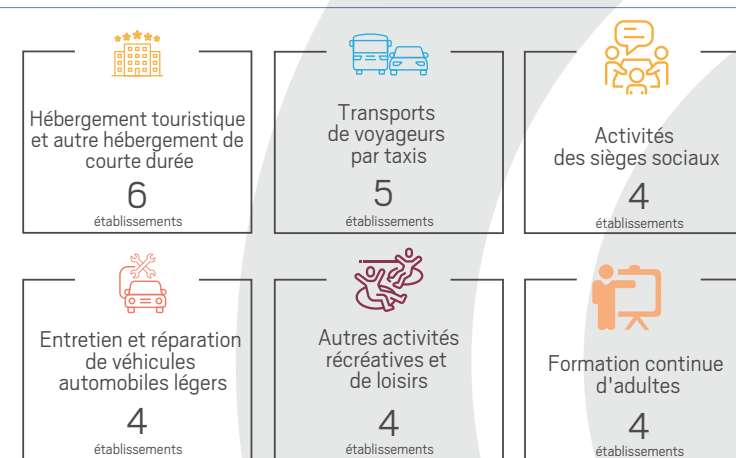 Hébergement touristique
et autre hébergement de
courte durée
6
établissements
Transports
de voyageurs
par taxis
5
établissements
Activités
des sièges sociaux
4
établissements
Entretien et réparation
de véhicules
automobiles légers
4
établissements
Autres activités
récréatives et
de loisirs
4
établissements
Formation continue
d'adultes
4
établissements